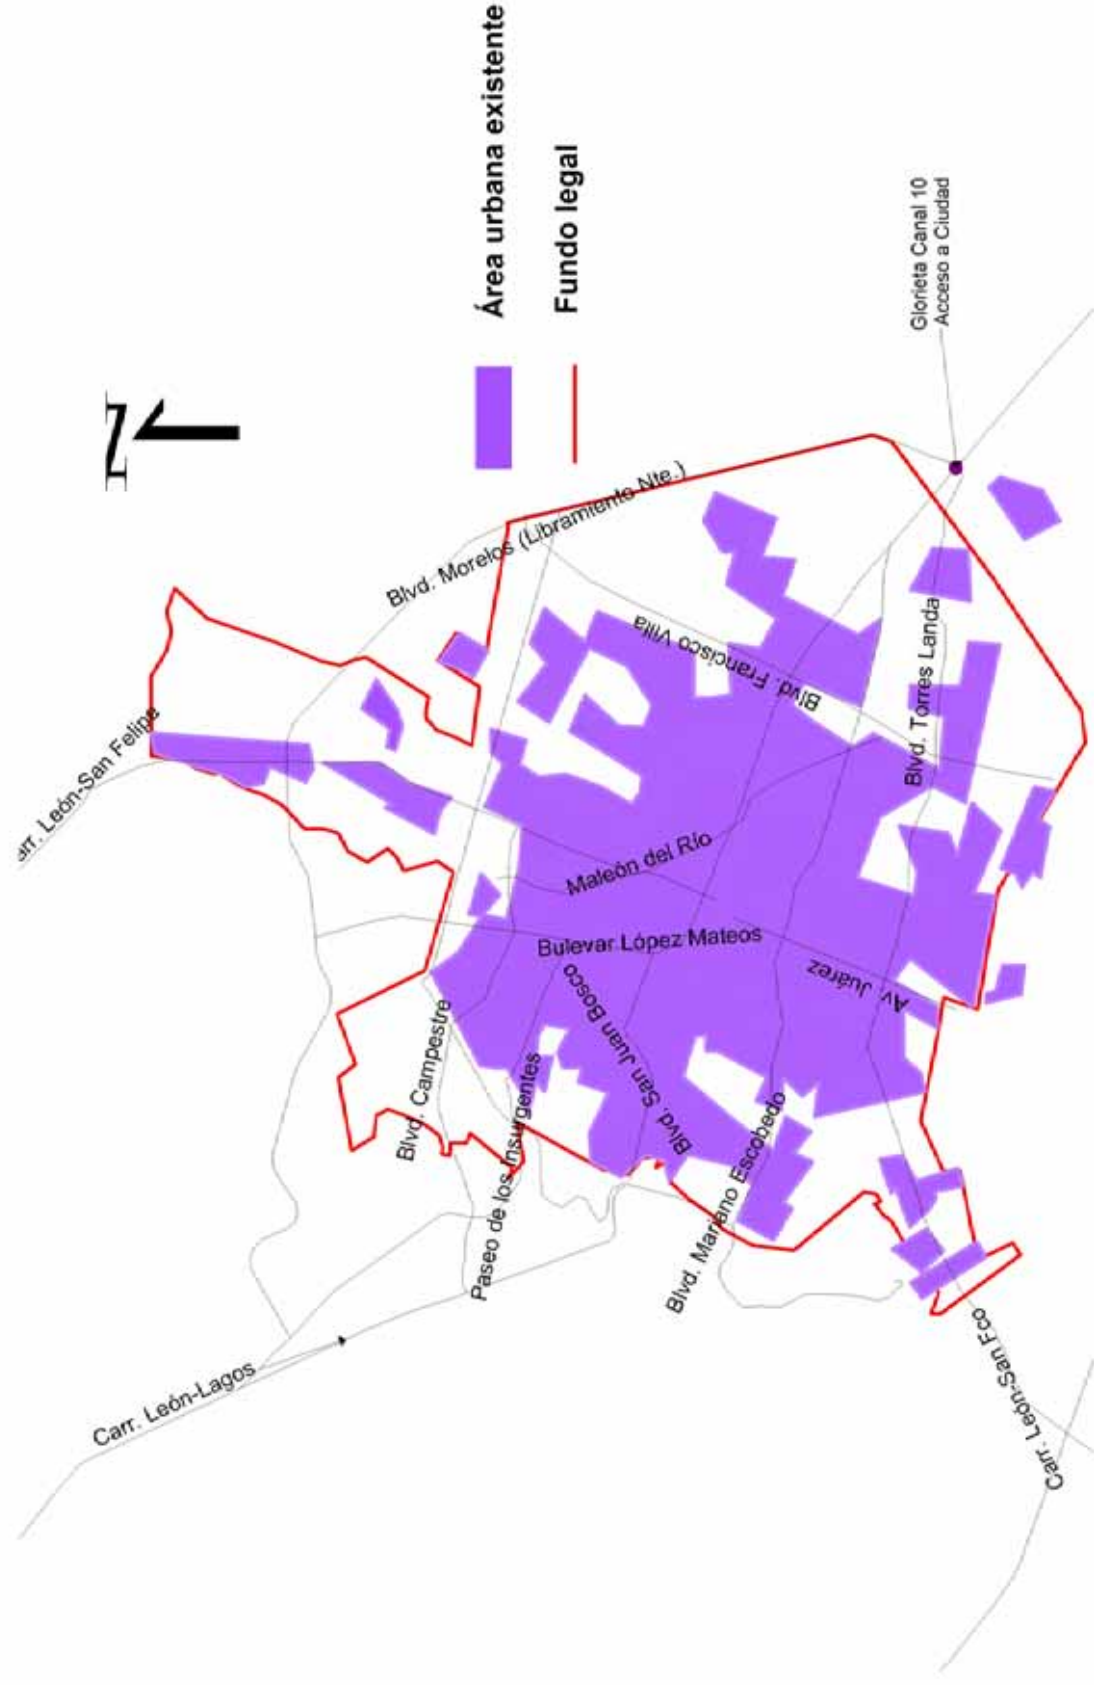 N
Área urbana existente
Fundo legal
arr. León-San Felipe
Blvd. Morelos (Libramiento Nte.)
Glorieta Canal 10
Acceso a Ciudad
Blvd. Francisco Villa
Blvd. Torres Landa
Maleón del Río
Bulevar López Mateos
Blvd. San Juan Bosco
Av. Juárez
Blvd. Campestre
Paseo de los Insurgentes
Blvd. Mariano Escobedo
Carr. León-Lagos
Carr. León-San Fco